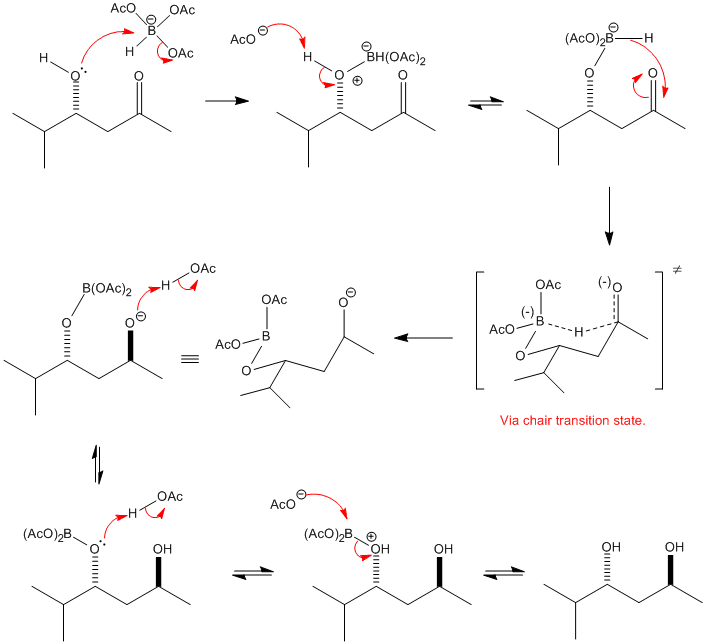 AcO ⊖ OAc
B
H OAc
H
O:
O
AcO⊖
H ⊖
BH(OAc)2
O
⊕
O
⊖
(AcO)2B H
O O
B(OAc)2
O O⊖
H OAc
≡
OAc
AcO B
O
O⊖
OAc (-)
(-) O
AcO B H
O
≠
Via chair transition state.
(AcO)2B
O:
H OAc
OH
AcO⊖
(AcO)2B ⊕
OH OH
OH OH